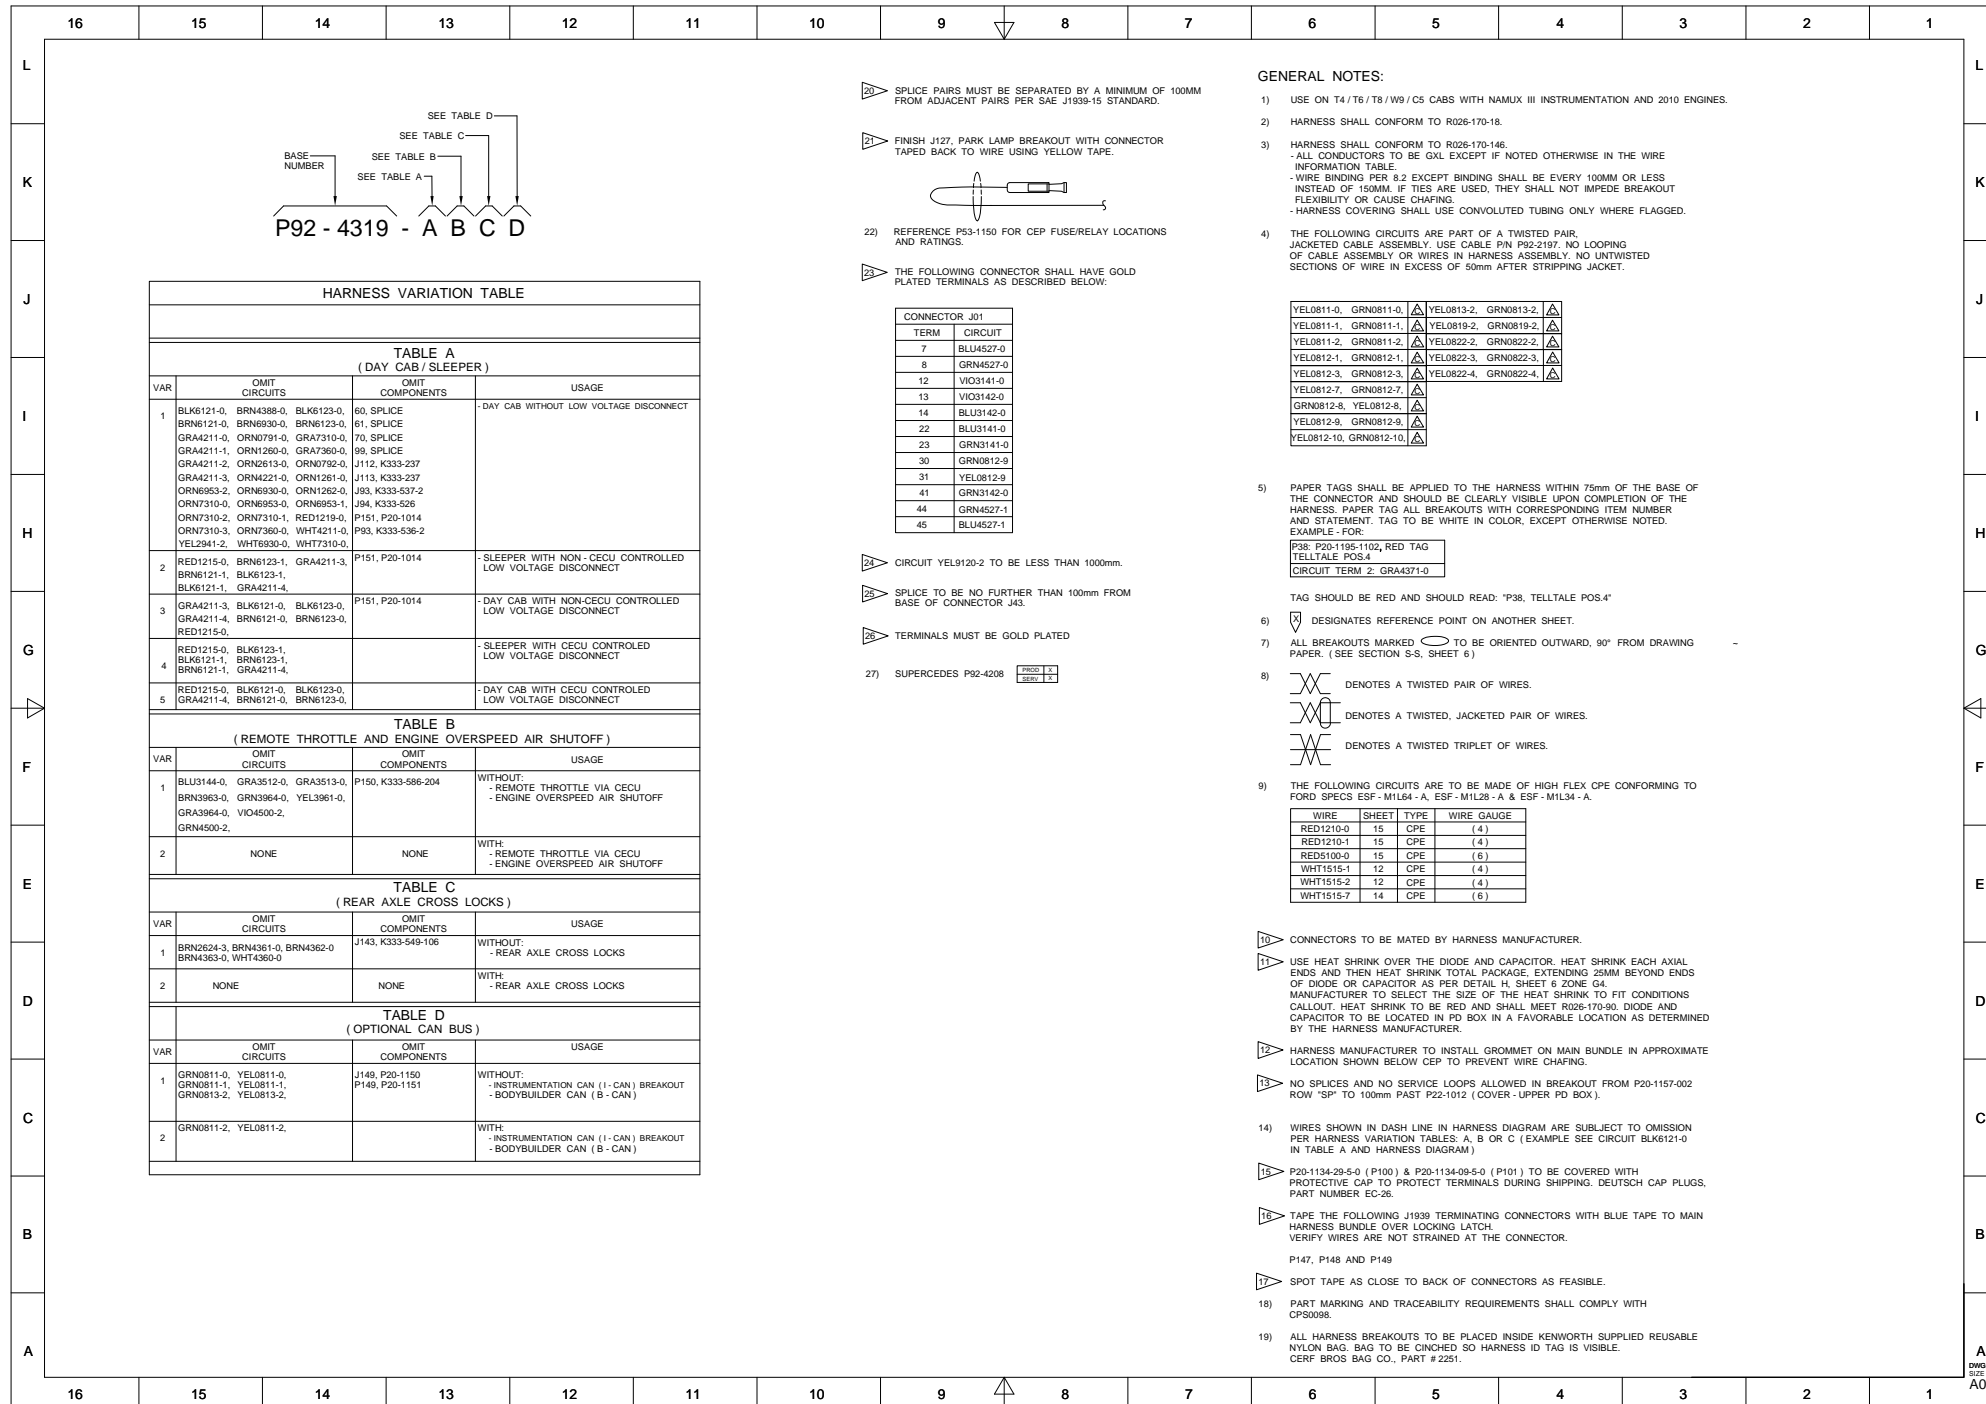 16 15 14 13 12 11 10 9 8 7 6 5 4 3 2 1
L
K
J
I
H
G
F
E
D
C
B
A
SEE TABLE D
SEE TABLE C
SEE TABLE B
SEE TABLE A
BASE
NUMBER
P92 - 4319 - A B C D
HARNESS VARIATION TABLE
TABLE A
( DAY CAB / SLEEPER )
VAR OMIT CIRCUITS OMIT COMPONENTS USAGE
1 BLK6121-0, BRN4388-0, BLK6123-0, 60, SPLICE - DAY CAB WITHOUT LOW VOLTAGE DISCONNECT
BRN6121-0, BRN6930-0, BRN6123-0, 61, SPLICE
GRA4211-0, ORN0791-0, GRA7310-0, 70, SPLICE
GRA4211-1, ORN1260-0, GRA7360-0, 99, SPLICE
GRA4211-2, ORN2613-0, ORN0792-0, J112, K333-237
GRA4211-3, ORN4221-0, ORN1261-0, J113, K333-237
ORN6953-2, ORN6930-0, ORN1262-0, J93, K333-537-2
ORN7310-0, ORN6953-0, ORN6953-1, J94, K333-526
ORN7310-2, ORN7310-1, RED1219-0, P151, P20-1014
ORN7310-3, ORN7360-0, WHT4211-0, P93, K333-536-2
YEL2941-2, WHT6930-0, WHT7310-0,
2 RED1215-0, BRN6123-1, GRA4211-3, P151, P20-1014 - SLEEPER WITH NON - CECU CONTROLLED
BRN6121-1, BLK6123-1, LOW VOLTAGE DISCONNECT
BLK6121-1, GRA4211-4,
3 GRA4211-3, BLK6121-0, BLK6123-0, P151, P20-1014 - DAY CAB WITH NON-CECU CONTROLLED
GRA4211-4, BRN6121-0, BRN6123-0, LOW VOLTAGE DISCONNECT
RED1215-0,
4 RED1215-0, BLK6123-1, - SLEEPER WITH CECU CONTROLED
BLK6121-1, BRN6123-1, LOW VOLTAGE DISCONNECT
BRN6121-1, GRA4211-4,
5 RED1215-0, BLK6121-0, BLK6123-0, - DAY CAB WITH CECU CONTROLED
GRA4211-4, BRN6121-0, BRN6123-0, LOW VOLTAGE DISCONNECT
TABLE B
( REMOTE THROTTLE AND ENGINE OVERSPEED AIR SHUTOFF )
VAR OMIT CIRCUITS OMIT COMPONENTS USAGE
1 BLU3144-0, GRA3512-0, GRA3513-0, P150, K333-586-204 WITHOUT:
- REMOTE THROTTLE VIA CECU
BRN3963-0, GRN3964-0, YEL3961-0, - ENGINE OVERSPEED AIR SHUTOFF
GRA3964-0, VIO4500-2,
GRN4500-2,
2 NONE NONE WITH:
- REMOTE THROTTLE VIA CECU
- ENGINE OVERSPEED AIR SHUTOFF
TABLE C
( REAR AXLE CROSS LOCKS )
VAR OMIT CIRCUITS OMIT COMPONENTS USAGE
1 BRN2624-3, BRN4361-0, BRN4362-0 J143, K333-549-106 WITHOUT:
BRN4363-0, WHT4360-0 - REAR AXLE CROSS LOCKS
2 NONE NONE WITH:
- REAR AXLE CROSS LOCKS
TABLE D
( OPTIONAL CAN BUS )
VAR OMIT CIRCUITS OMIT COMPONENTS USAGE
1 GRN0811-0, YEL0811-0, J149, P20-1150 WITHOUT:
GRN0811-1, YEL0811-1, P149, P20-1151 - INSTRUMENTATION CAN ( I - CAN ) BREAKOUT
GRN0813-2, YEL0813-2, - BODYBUILDER CAN ( B - CAN )
2 GRN0811-2, YEL0811-2, WITH:
- INSTRUMENTATION CAN ( I - CAN ) BREAKOUT
- BODYBUILDER CAN ( B - CAN )
20 SPLICE PAIRS MUST BE SEPARATED BY A MINIMUM OF 100MM
FROM ADJACENT PAIRS PER SAE J1939-15 STANDARD.
21 FINISH J127, PARK LAMP BREAKOUT WITH CONNECTOR
TAPED BACK TO WIRE USING YELLOW TAPE.
22) REFERENCE P53-1150 FOR CEP FUSE/RELAY LOCATIONS
AND RATINGS.
23 THE FOLLOWING CONNECTOR SHALL HAVE GOLD
PLATED TERMINALS AS DESCRIBED BELOW:
CONNECTOR J01
TERM CIRCUIT
7 BLU4527-0
8 GRN4527-0
12 VIO3141-0
13 VIO3142-0
14 BLU3142-0
22 BLU3141-0
23 GRN3141-0
30 GRN0812-9
31 YEL0812-9
41 GRN3142-0
44 GRN4527-1
45 BLU4527-1
24 CIRCUIT YEL9120-2 TO BE LESS THAN 1000mm.
25 SPLICE TO BE NO FURTHER THAN 100mm FROM
BASE OF CONNECTOR J43.
26 TERMINALS MUST BE GOLD PLATED
27) SUPERCEDES P92-4208 PROD X
SERV X
GENERAL NOTES:
1) USE ON T4 / T6 / T8 / W9 / C5 CABS WITH NAMUX III INSTRUMENTATION AND 2010 ENGINES.
2) HARNESS SHALL CONFORM TO R026-170-18.
3) HARNESS SHALL CONFORM TO R026-170-146.
- ALL CONDUCTORS TO BE GXL EXCEPT IF NOTED OTHERWISE IN THE WIRE
INFORMATION TABLE.
- WIRE BINDING PER 8.2 EXCEPT BINDING SHALL BE EVERY 100MM OR LESS
INSTEAD OF 150MM. IF TIES ARE USED, THEY SHALL NOT IMPEDE BREAKOUT
FLEXIBILITY OR CAUSE CHAFING.
- HARNESS COVERING SHALL USE CONVOLUTED TUBING ONLY WHERE FLAGGED.
4) THE FOLLOWING CIRCUITS ARE PART OF A TWISTED PAIR,
JACKETED CABLE ASSEMBLY. USE CABLE P/N P92-2197. NO LOOPING
OF CABLE ASSEMBLY OR WIRES IN HARNESS ASSEMBLY. NO UNTWISTED
SECTIONS OF WIRE IN EXCESS OF 50mm AFTER STRIPPING JACKET.
YEL0811-0, GRN0811-0, C YEL0813-2, GRN0813-2, C
YEL0811-1, GRN0811-1, C YEL0819-2, GRN0819-2, C
YEL0811-2, GRN0811-2, C YEL0822-2, GRN0822-2, C
YEL0812-1, GRN0812-1, C YEL0822-3, GRN0822-3, C
YEL0812-3, GRN0812-3, C YEL0822-4, GRN0822-4, C
YEL0812-7, GRN0812-7, C
GRN0812-8, YEL0812-8, C
YEL0812-9, GRN0812-9, C
YEL0812-10, GRN0812-10, C
5) PAPER TAGS SHALL BE APPLIED TO THE HARNESS WITHIN 75mm OF THE BASE OF
THE CONNECTOR AND SHOULD BE CLEARLY VISIBLE UPON COMPLETION OF THE
HARNESS. PAPER TAG ALL BREAKOUTS WITH CORRESPONDING ITEM NUMBER
AND STATEMENT. TAG TO BE WHITE IN COLOR, EXCEPT OTHERWISE NOTED.
EXAMPLE - FOR:
P38: P20-1195-1102, RED TAG
TELLTALE POS.4
CIRCUIT TERM 2: GRA4371-0
TAG SHOULD BE RED AND SHOULD READ: "P38, TELLTALE POS.4"
6) X DESIGNATES REFERENCE POINT ON ANOTHER SHEET.
7) ALL BREAKOUTS MARKED TO BE ORIENTED OUTWARD, 90° FROM DRAWING ~
PAPER. ( SEE SECTION S-S, SHEET 6 )
8) DENOTES A TWISTED PAIR OF WIRES.
DENOTES A TWISTED, JACKETED PAIR OF WIRES.
DENOTES A TWISTED TRIPLET OF WIRES.
9) THE FOLLOWING CIRCUITS ARE TO BE MADE OF HIGH FLEX CPE CONFORMING TO
FORD SPECS ESF - M1L64 - A, ESF - M1L28 - A & ESF - M1L34 - A.
WIRE SHEET TYPE WIRE GAUGE
RED1210-0 15 CPE ( 4 )
RED1210-1 15 CPE ( 4 )
RED5100-0 15 CPE ( 6 )
WHT1515-1 12 CPE ( 4 )
WHT1515-2 12 CPE ( 4 )
WHT1515-7 14 CPE ( 6 )
10 CONNECTORS TO BE MATED BY HARNESS MANUFACTURER.
11 USE HEAT SHRINK OVER THE DIODE AND CAPACITOR. HEAT SHRINK EACH AXIAL
ENDS AND THEN HEAT SHRINK TOTAL PACKAGE, EXTENDING 25MM BEYOND ENDS
OF DIODE OR CAPACITOR AS PER DETAIL H, SHEET 6 ZONE G4.
MANUFACTURER TO SELECT THE SIZE OF THE HEAT SHRINK TO FIT CONDITIONS
CALLOUT. HEAT SHRINK TO BE RED AND SHALL MEET R026-170-90. DIODE AND
CAPACITOR TO BE LOCATED IN PD BOX IN A FAVORABLE LOCATION AS DETERMINED
BY THE HARNESS MANUFACTURER.
12 HARNESS MANUFACTURER TO INSTALL GROMMET ON MAIN BUNDLE IN APPROXIMATE
LOCATION SHOWN BELOW CEP TO PREVENT WIRE CHAFING.
13 NO SPLICES AND NO SERVICE LOOPS ALLOWED IN BREAKOUT FROM P20-1157-002
ROW "SP" TO 100mm PAST P22-1012 ( COVER - UPPER PD BOX ).
14) WIRES SHOWN IN DASH LINE IN HARNESS DIAGRAM ARE SUBLJECT TO OMISSION
PER HARNESS VARIATION TABLES: A, B OR C ( EXAMPLE SEE CIRCUIT BLK6121-0
IN TABLE A AND HARNESS DIAGRAM )
15 P20-1134-29-5-0 ( P100 ) & P20-1134-09-5-0 ( P101 ) TO BE COVERED WITH
PROTECTIVE CAP TO PROTECT TERMINALS DURING SHIPPING. DEUTSCH CAP PLUGS,
PART NUMBER EC-26.
16 TAPE THE FOLLOWING J1939 TERMINATING CONNECTORS WITH BLUE TAPE TO MAIN
HARNESS BUNDLE OVER LOCKING LATCH.
VERIFY WIRES ARE NOT STRAINED AT THE CONNECTOR.
P147, P148 AND P149
17 SPOT TAPE AS CLOSE TO BACK OF CONNECTORS AS FEASIBLE.
18) PART MARKING AND TRACEABILITY REQUIREMENTS SHALL COMPLY WITH
CPS0098.
19) ALL HARNESS BREAKOUTS TO BE PLACED INSIDE KENWORTH SUPPLIED REUSABLE
NYLON BAG. BAG TO BE CINCHED SO HARNESS ID TAG IS VISIBLE.
CERF BROS BAG CO., PART # 2251.
L
K
J
I
H
G
F
E
D
C
B
A
DWG
SIZE
A0
16 15 14 13 12 11 10 9 8 7 6 5 4 3 2 1